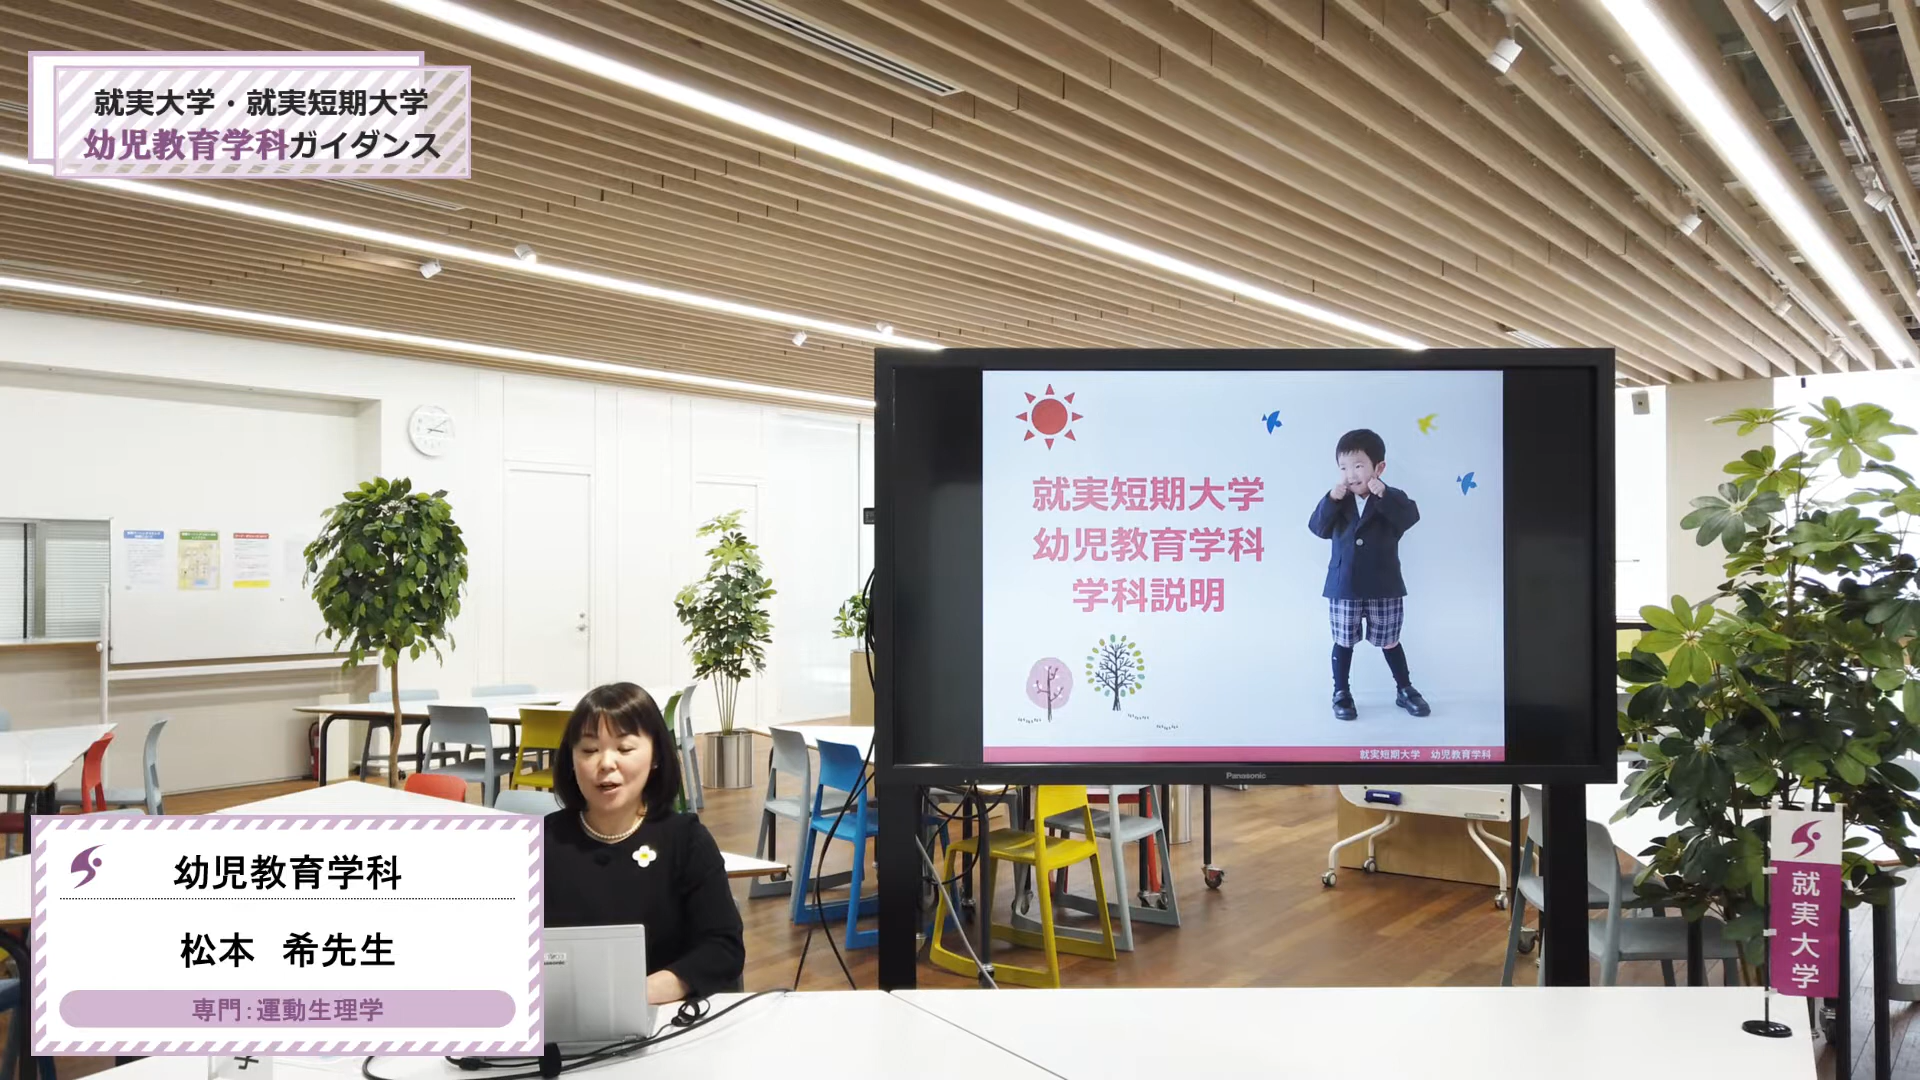 就実大学・就実短期大学
幼児教育学科ガイダンス
就実短期大学
幼児教育学科
学科説明
就実短期大学 幼児教育学科
Panasonic
幼児教育学科
松本 希先生
専門:運動生理学
就実大学